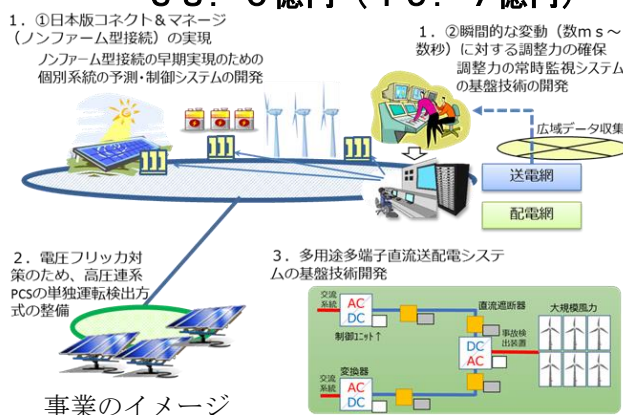 １．①日本版コネクト＆マネージ
（ノンファーム型接続）の実現
ノンファーム型接続の早期実現のための
個別系統の予測・制御システムの開発
１．②瞬間的な変動（数ｍｓ～
数秒）に対する調整力の確保
調整力の常時監視システム
の基盤技術の開発
広域データ収集
送電網
配電網
２．電圧フリッカ対
策のため、高圧連系
PCSの単独運転検出方
式の整備
３．多用途多端子直流送配電システ
ムの基盤技術開発
交流
系統
AC
DC
制御ユニット↑
直流遮断器
大規模風力
DC
AC
事故検
出装置
変換器
交流
系統
AC
DC
事業のイメージ